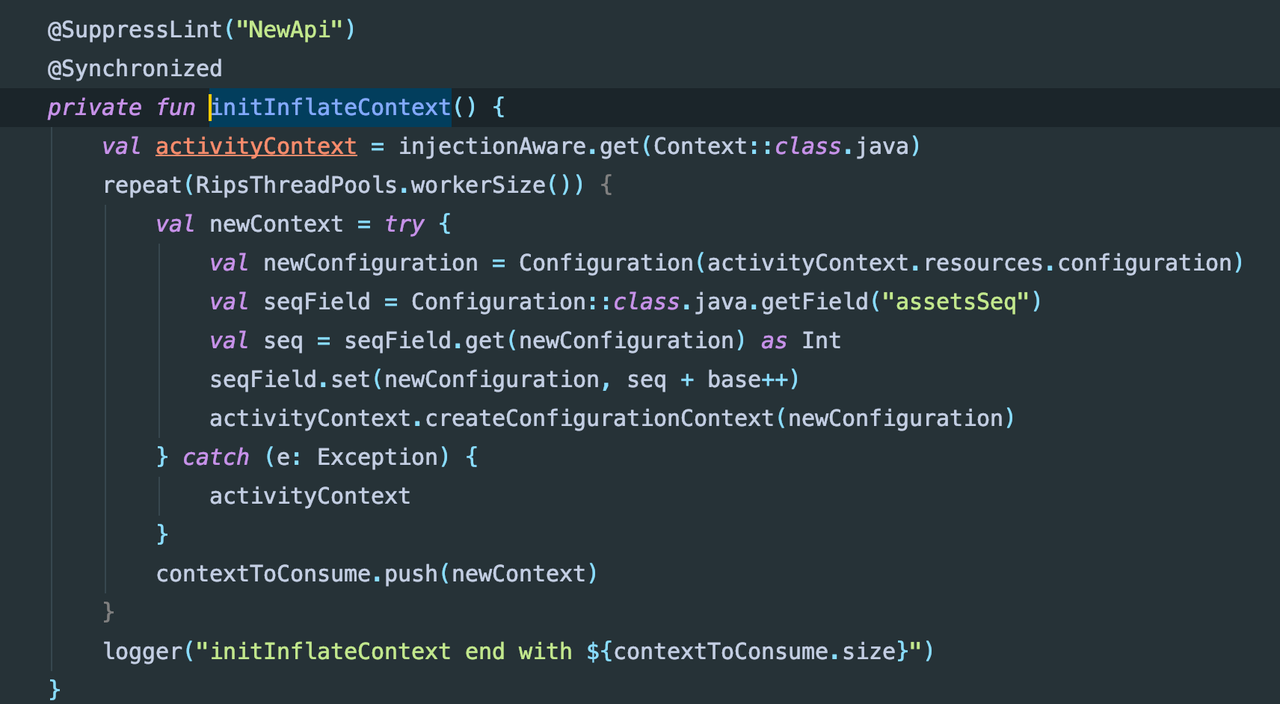 @SuppressLint("NewApi")
@Synchronized
private fun initInflateContext() {
val activityContext = injectionAware.get(Context::class.java)
repeat(RipsThreadPools.workerSize()) {
val newContext = try {
val newConfiguration = Configuration(activityContext.resources.configuration)
val seqField = Configuration::class.java.getField("assetsSeq")
val seq = seqField.get(newConfiguration) as Int
seqField.set(newConfiguration, seq + base++)
activityContext.createConfigurationContext(newConfiguration)
} catch (e: Exception) {
activityContext
}
contextToConsume.push(newContext)
}
logger("initInflateContext end with ${contextToConsume.size}")
}